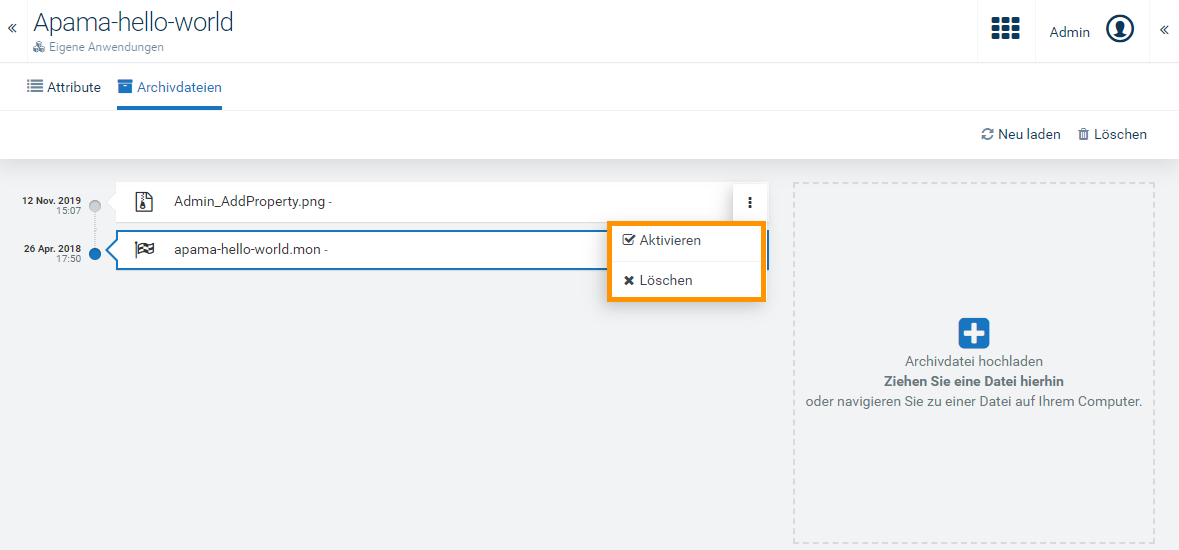 Apama-hello-world
Eigene Anwendungen
Admin
Attribute
Archivdateien
Neu laden
Löschen
12 Nov. 2019
15:07
Admin_AddProperty.png -
26 Apr. 2018
17:50
apama-hello-world.mon -
Aktivieren
Löschen
Archivdatei hochladen
Ziehen Sie eine Datei hierhin
oder navigieren Sie zu einer Datei auf Ihrem Computer.